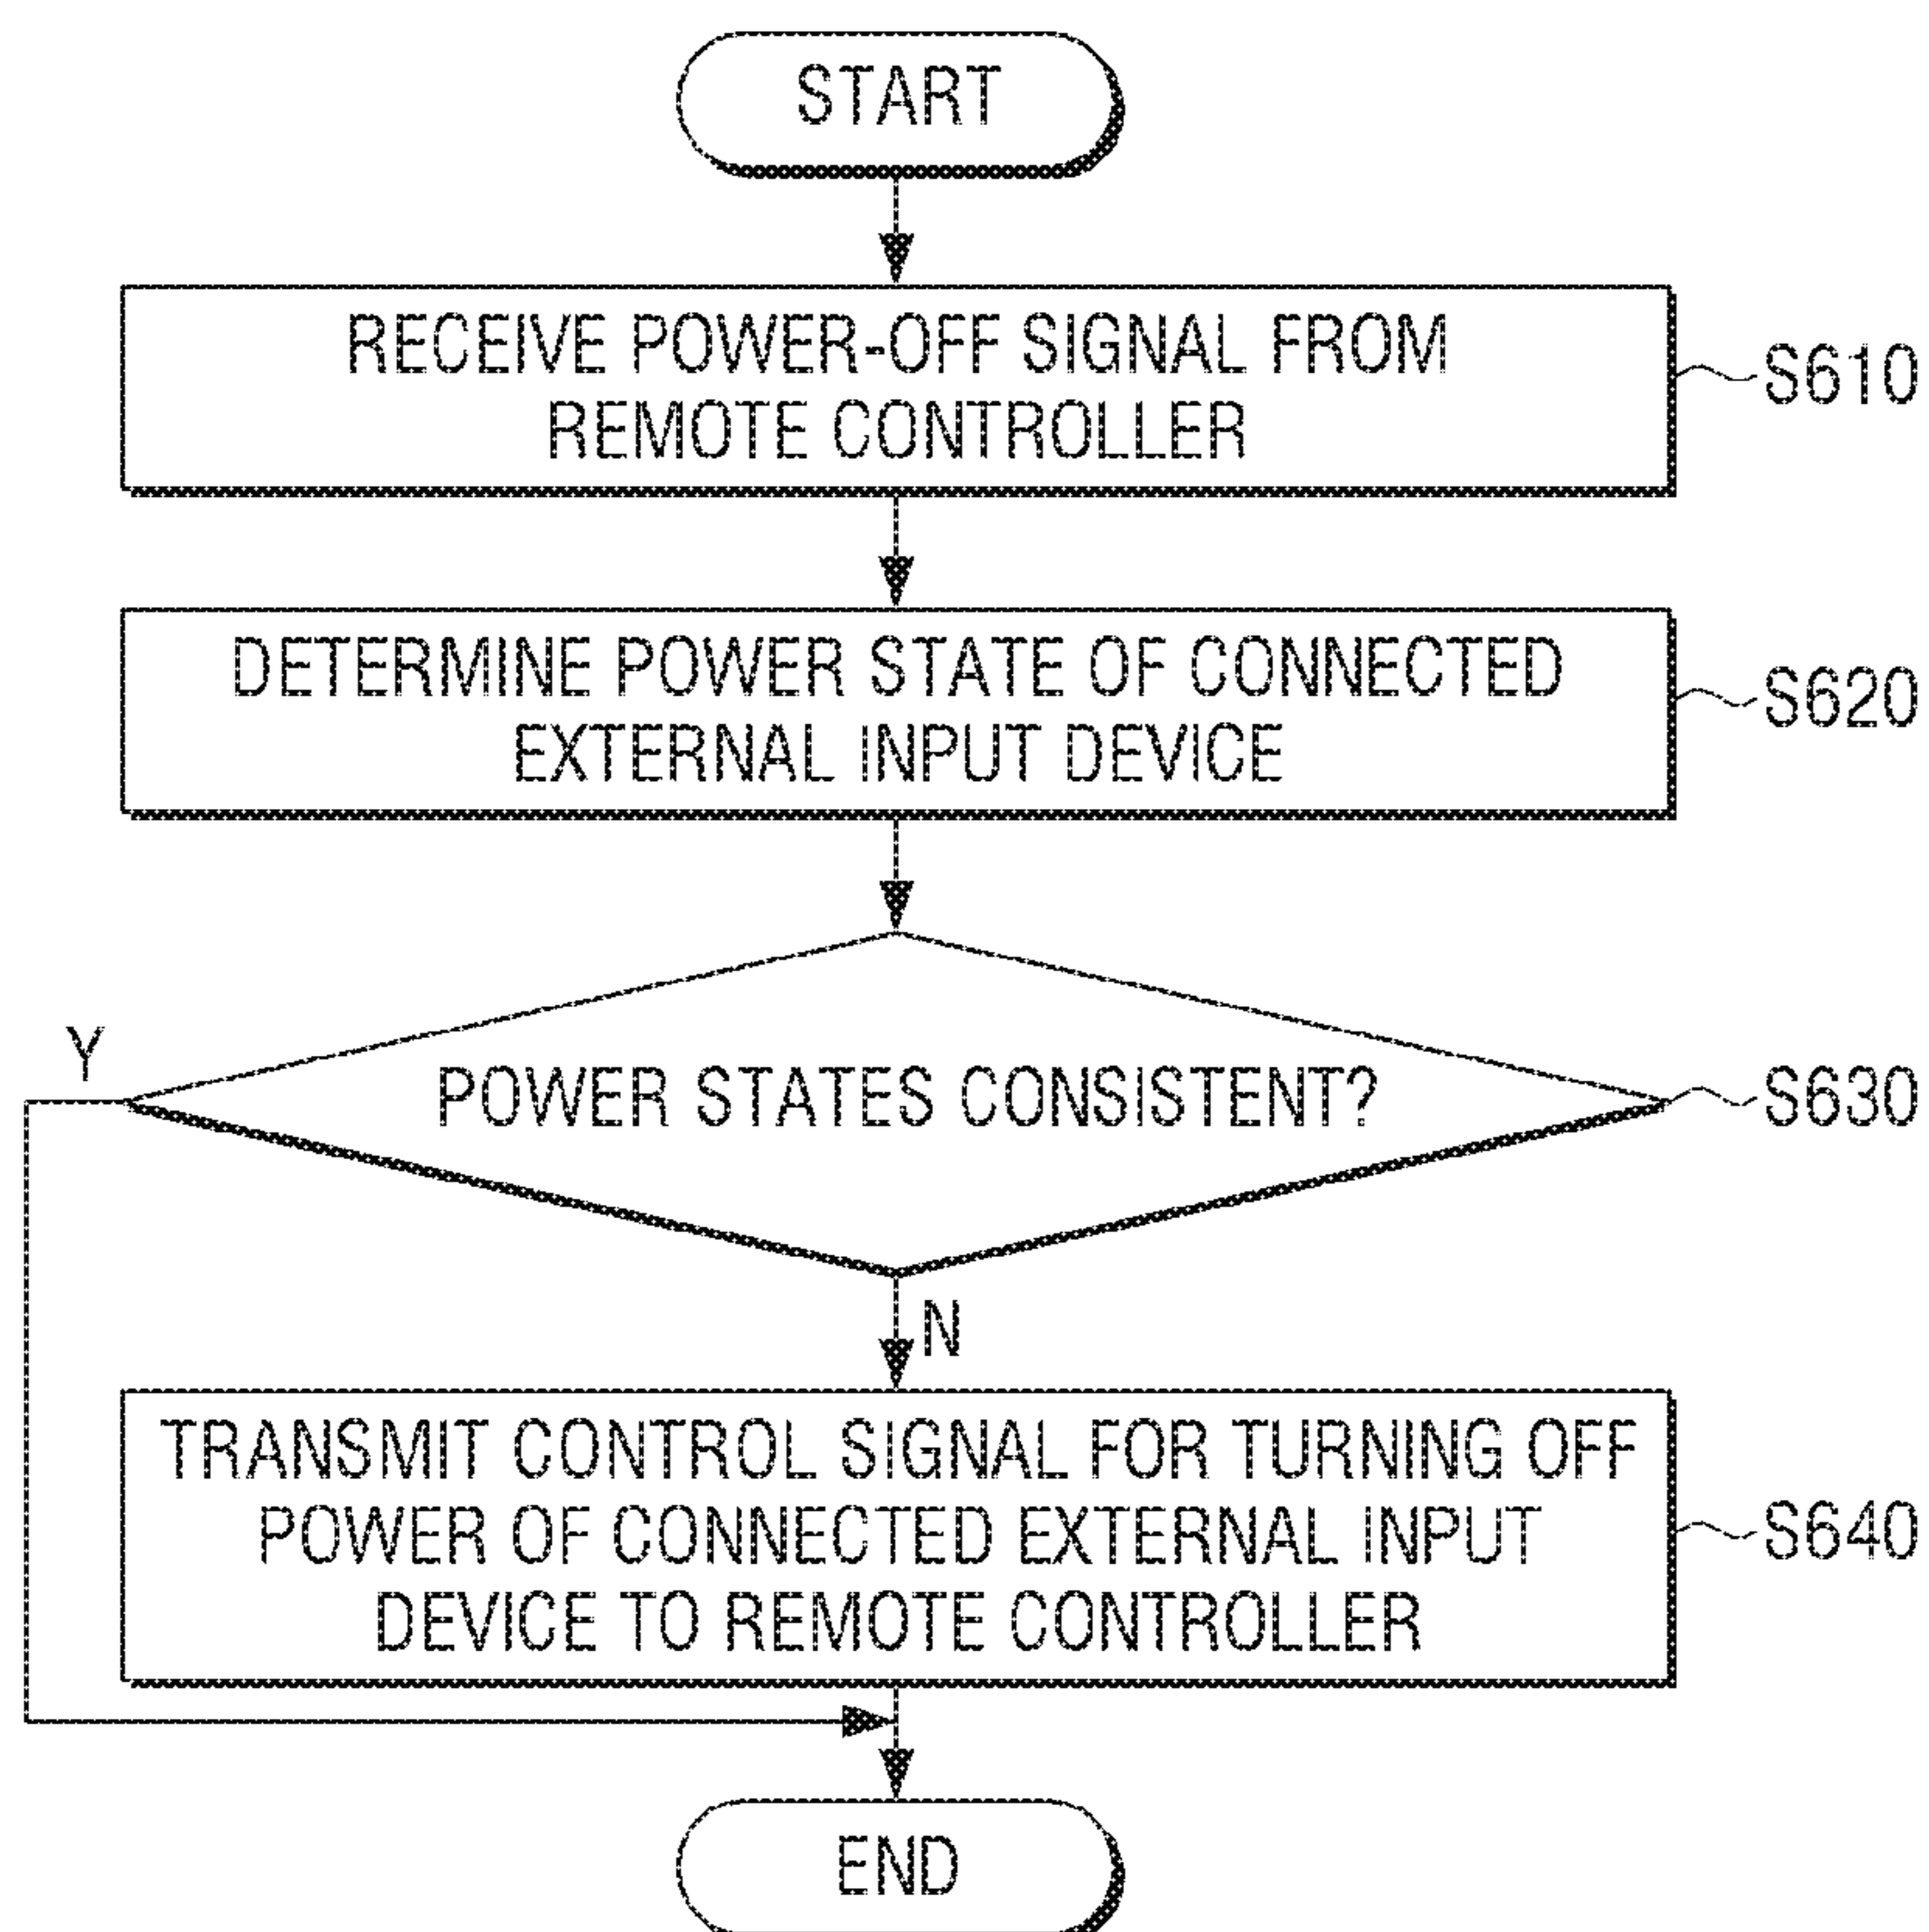 START
RECEIVE POWER-OFF SIGNAL FROM
REMOTE CONTROLLER
S610
DETERMINE POWER STATE OF CONNECTED
EXTERNAL INPUT DEVICE
S620
Y
POWER STATES CONSISTENT?
S630
N
TRANSMIT CONTROL SIGNAL FOR TURNING OFF
POWER OF CONNECTED EXTERNAL INPUT
DEVICE TO REMOTE CONTROLLER
S640
END